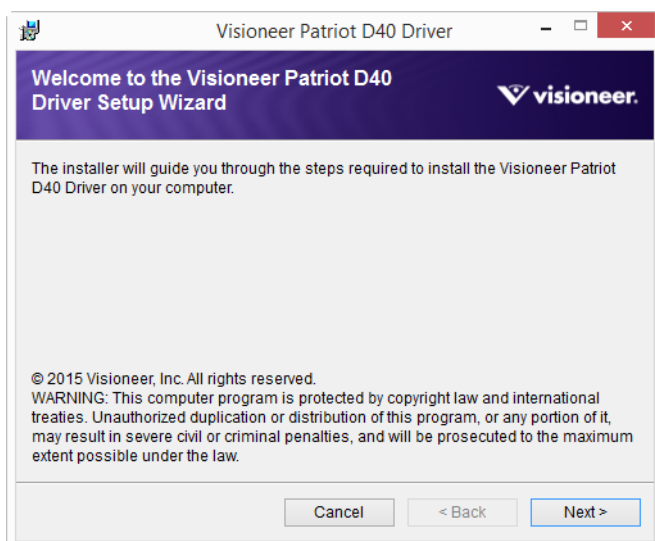 Visioneer Patriot D40 Driver
Welcome to the Visioneer Patriot D40
Driver Setup Wizard
visioneer.
The installer will guide you through the steps required to install the Visioneer Patriot
D40 Driver on your computer.
© 2015 Visioneer, Inc. All rights reserved.
WARNING: This computer program is protected by copyright law and international
treaties. Unauthorized duplication or distribution of this program, or any portion of it,
may result in severe civil or criminal penalties, and will be prosecuted to the maximum
extent possible under the law.
Cancel
< Back
Next >